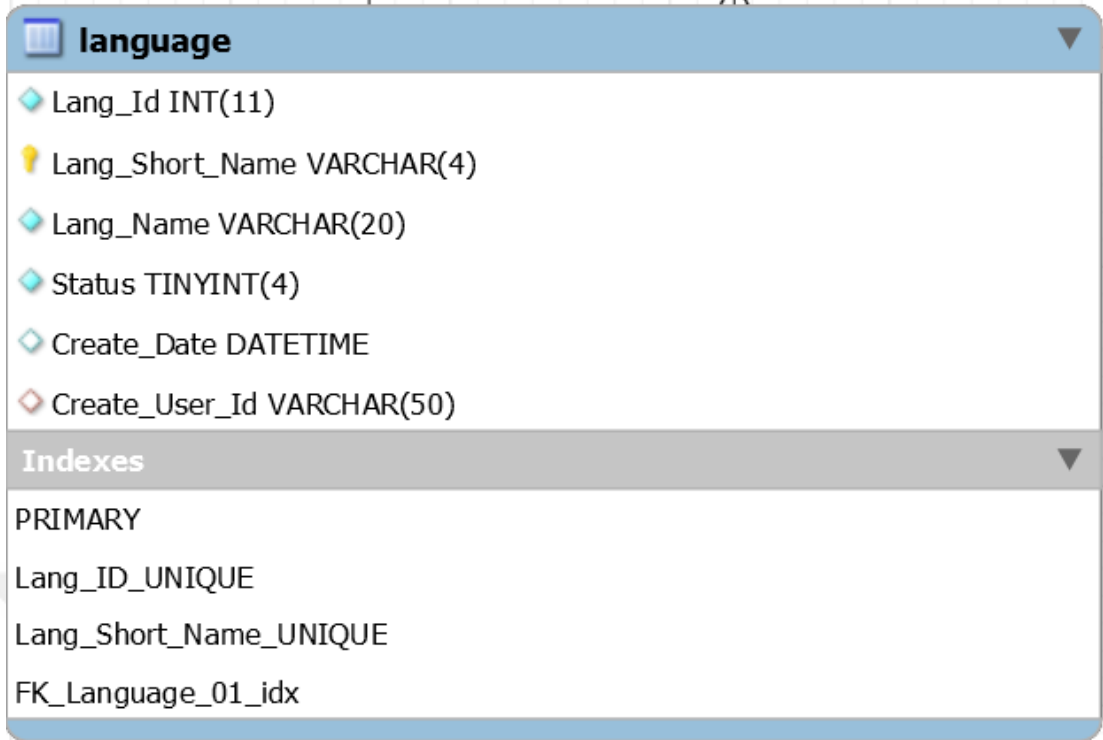 language
Lang_Id INT(11)
Lang_Short_Name VARCHAR(4)
Lang_Name VARCHAR(20)
Status TINYINT(4)
Create_Date DATETIME
Create_User_Id VARCHAR(50)
Indexes
PRIMARY
Lang_ID_UNIQUE
Lang_Short_Name_UNIQUE
FK_Language_01_idx